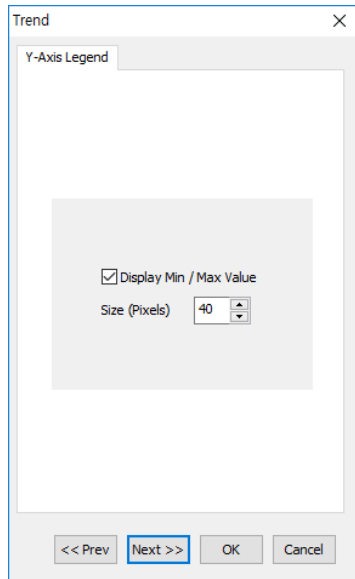 Trend
Y-Axis Legend
Display Min / Max Value
Size (Pixels) 40
<< Prev Next >> OK Cancel